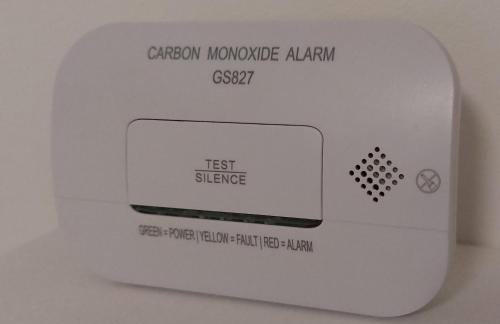 CARBON MONOXIDE ALARM
GS827
TEST
SILENCE
GREEN = POWER | YELLOW = FAULT | RED = ALARM